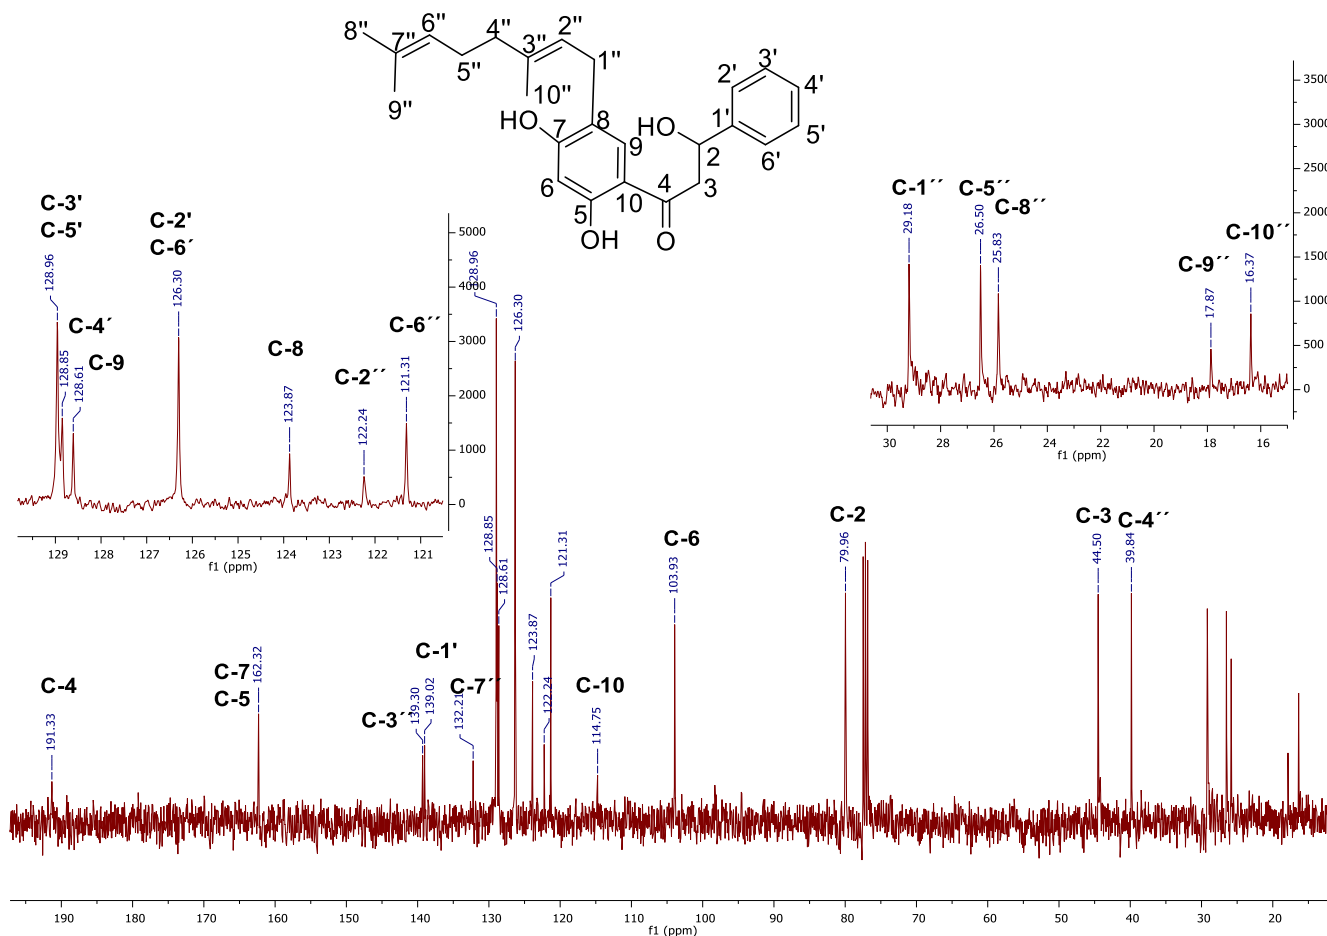 8''
6''
7''
4''
2''
3''
5''
1''
9''
10''
HO
7
8
9
6
5
10
OH
4
O
3
HO
2
1'
2'
3'
4'
5'
6'
C-3'
C-5'
128.96
C-4´
128.85
C-9
128.61
C-2'
C-6´
126.30
C-8
123.87
C-2´´
122.24
C-6´´
121.31
5000
4000
3000
2000
1000
0
129 128 127 126 125 124 123 122 121
f1 (ppm)
C-1´´
29.18
C-5´´
26.50
C-8´´
25.83
C-9´´
17.87
C-10´´
16.37
3500
3000
2500
2000
1500
1000
500
0
30 28 26 24 22 20 18 16
f1 (ppm)
C-4
191.33
C-7
C-5
162.32
C-3´´
139.30
C-1'
139.02
C-7´´
132.21
128.96
128.85
128.61
126.30
123.87
122.24
121.31
C-10
114.75
C-6
103.93
C-2
79.96
C-3
44.50
C-4´´
39.84
190 180 170 160 150 140 130 120 110 100 90 80 70 60 50 40 30 20
f1 (ppm)